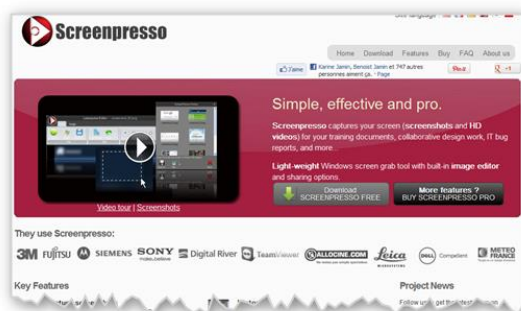 Screenpresso
Home Download Features Buy FAQ About us
J'aime Karine Janin, Benoist Janin et 747 autres
personnes aiment ça. · Page
Simple, effective and pro.
Screenpresso captures your screen (screenshots and HD
videos) for your training documents, collaborative design work, IT bug
reports, and more...
Light-weight Windows screen grab tool with built-in image editor
and sharing options.
Download
SCREENPRESSO FREE
More features ?
BUY SCREENPRESSO PRO
Video tour | Screenshots
They use Screenpresso:
3M FUJITSU SIEMENS SONY Digital River TeamViewer ALLOCINE.COM Leica DELL Compellent METEO
FRANCE
Key Features Project News